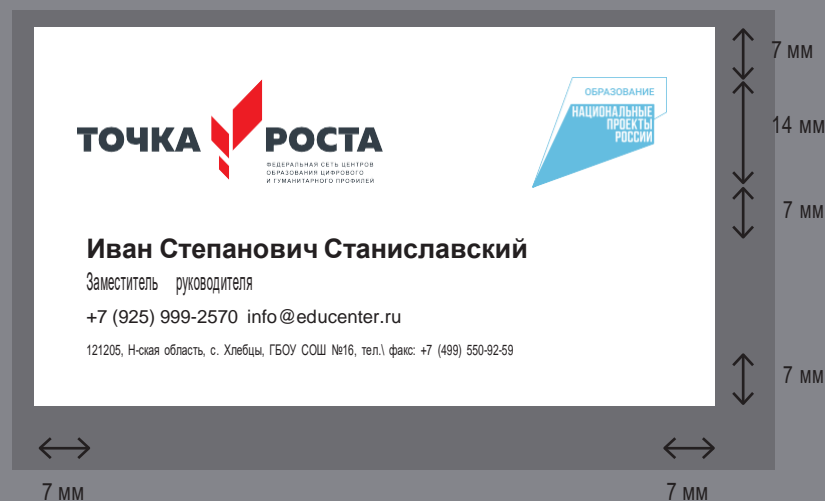 7 мм
ОБРАЗОВАНИЕ
НАЦИОНАЛЬНЫЕ
ПРОЕКТЫ
РОССИИ
14 мм
ТОЧКА РОСТА
ФЕДЕРАЛЬНАЯ СЕТЬ ЦЕНТРОВ
ОБРАЗОВАНИЯ ЦИФРОВОГО
И ГУМАНИТАРНОГО ПРОФИЛЕЙ
7 мм
Иван Степанович Станиславский
Заместитель руководителя
+7 (925) 999-2570 info@educenter.ru
121205, Н-ская область, с. Хлебцы, ГБОУ СОШ №16, тел.\ факс: +7 (499) 550-92-59
7 мм
7 мм
7 мм